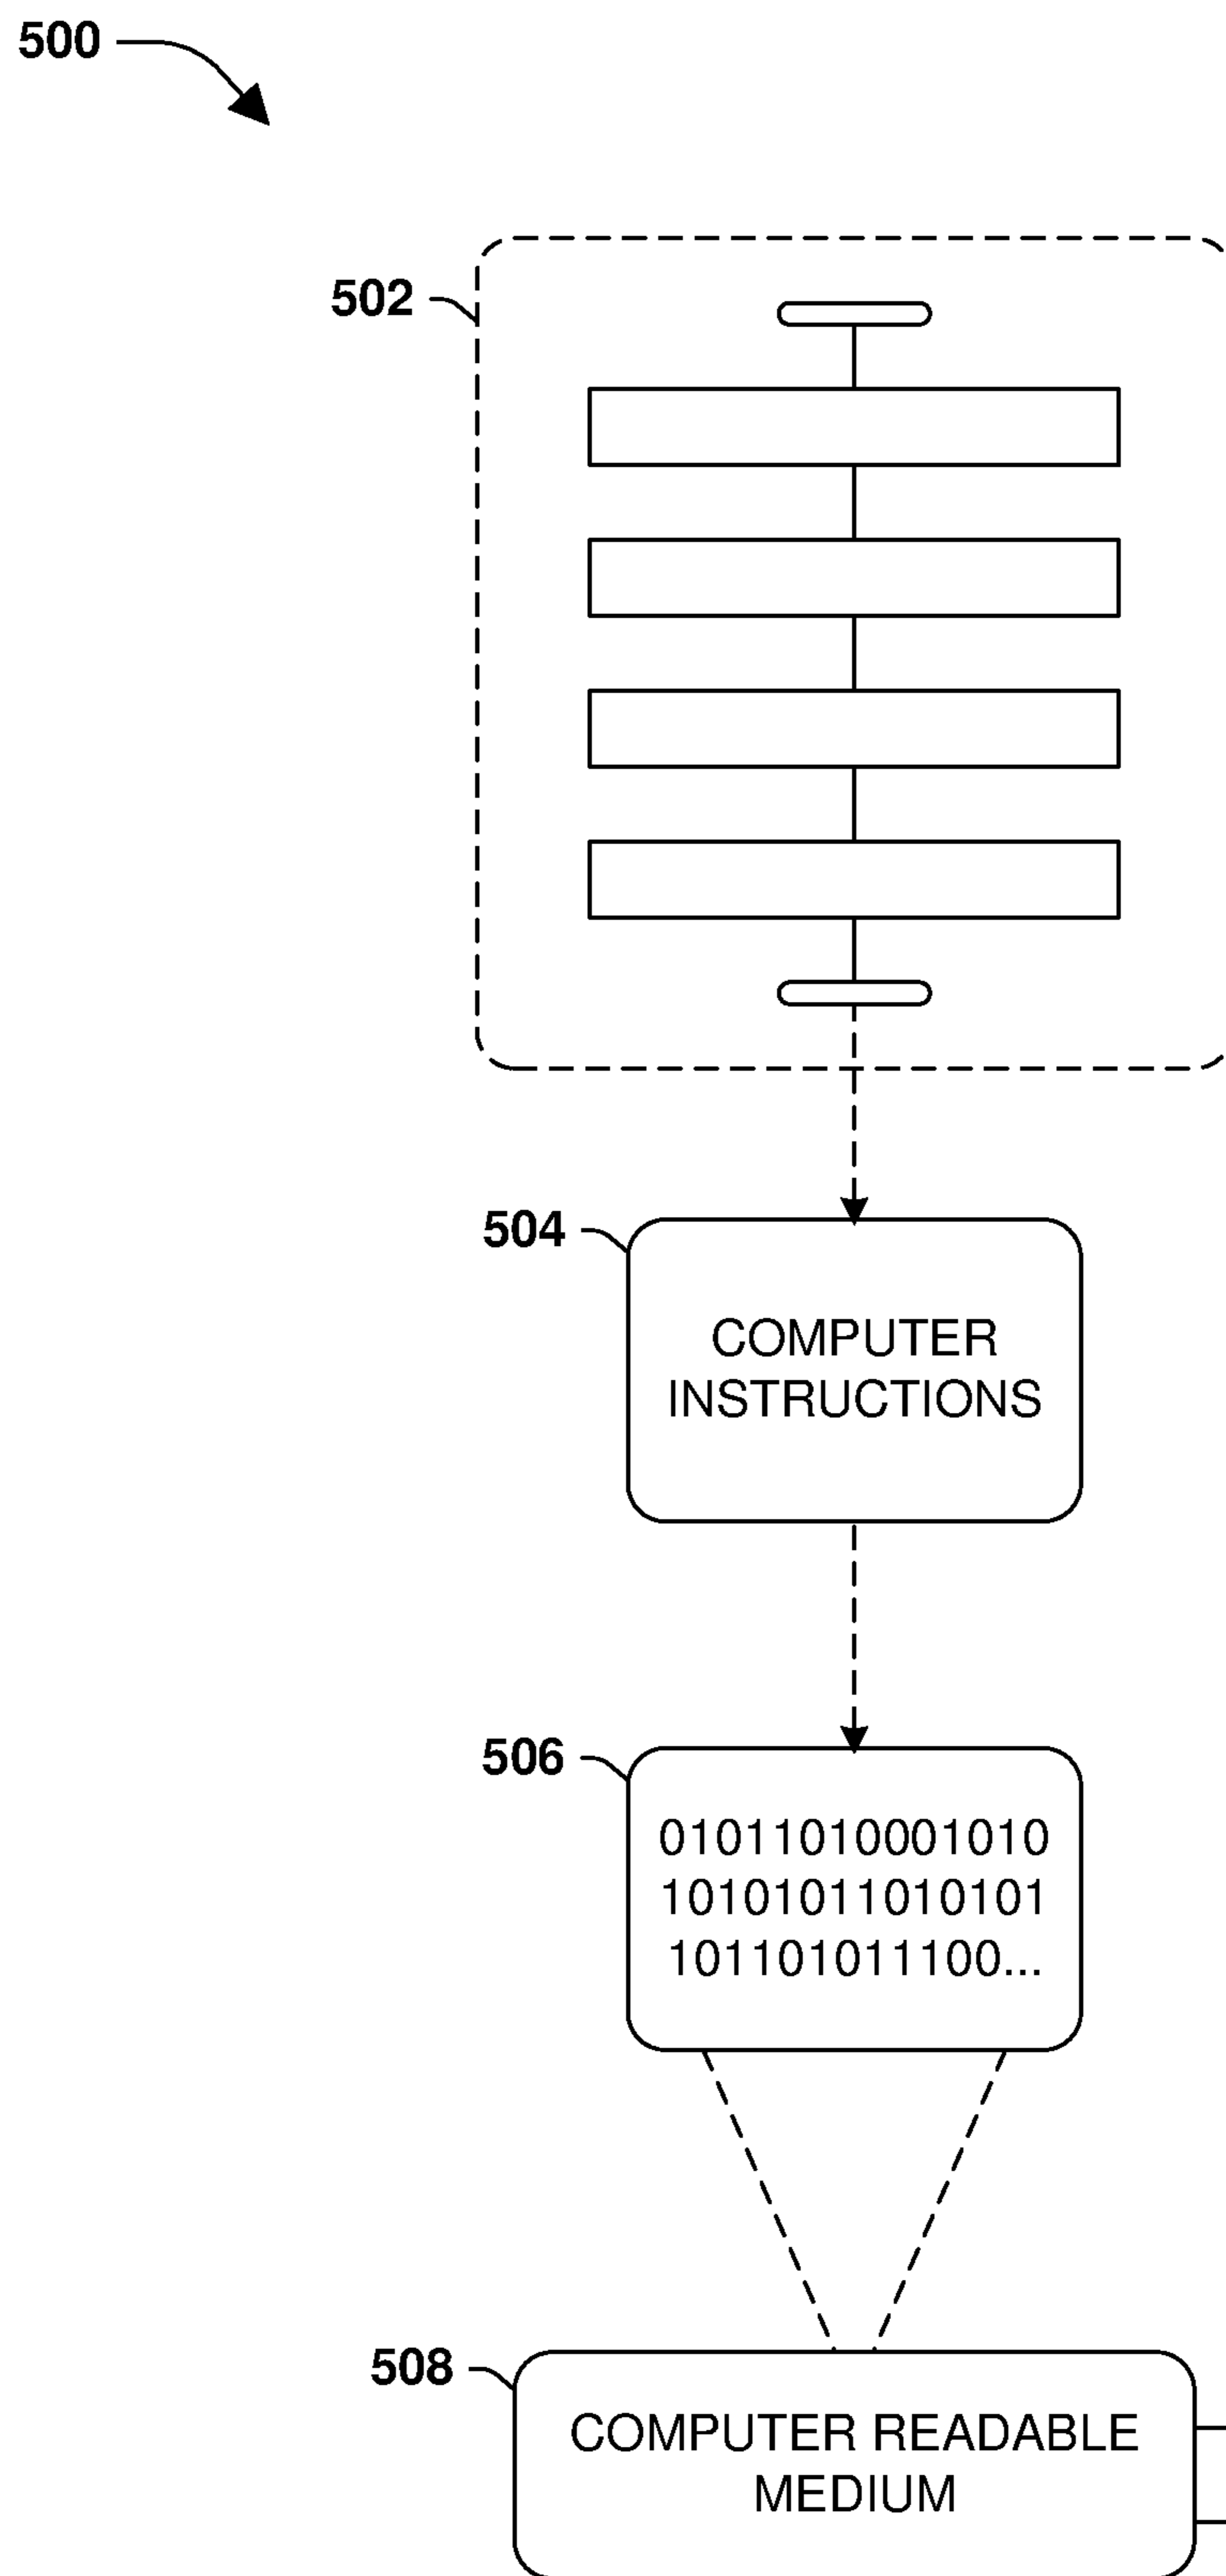 500
502
504
COMPUTER
INSTRUCTIONS
506
01011010001010
10101011010101
101101011100...
508
COMPUTER READABLE
MEDIUM